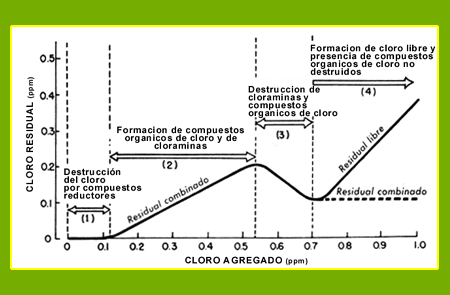 Formacion de cloro libre y
presencia de compuestos
organicos de cloro no
destruidos
(4)
Destruccion de
cloraminas y
compuestos
organicos de cloro
(3)
Formacion de compuestos
organicos de cloro y de
cloraminas
(2)
Destrucción
del cloro
por compuestos
reductores
(1)
Residual combinado
Residual libre
Residual combinado
CLORO RESIDUAL (ppm)
0.5
0.4
0.3
0.2
0.1
0
0 0.1 0.2 0.3 0.4 0.5 0.6 0.7 0.8 0.9 1.0
CLORO AGREGADO (ppm)